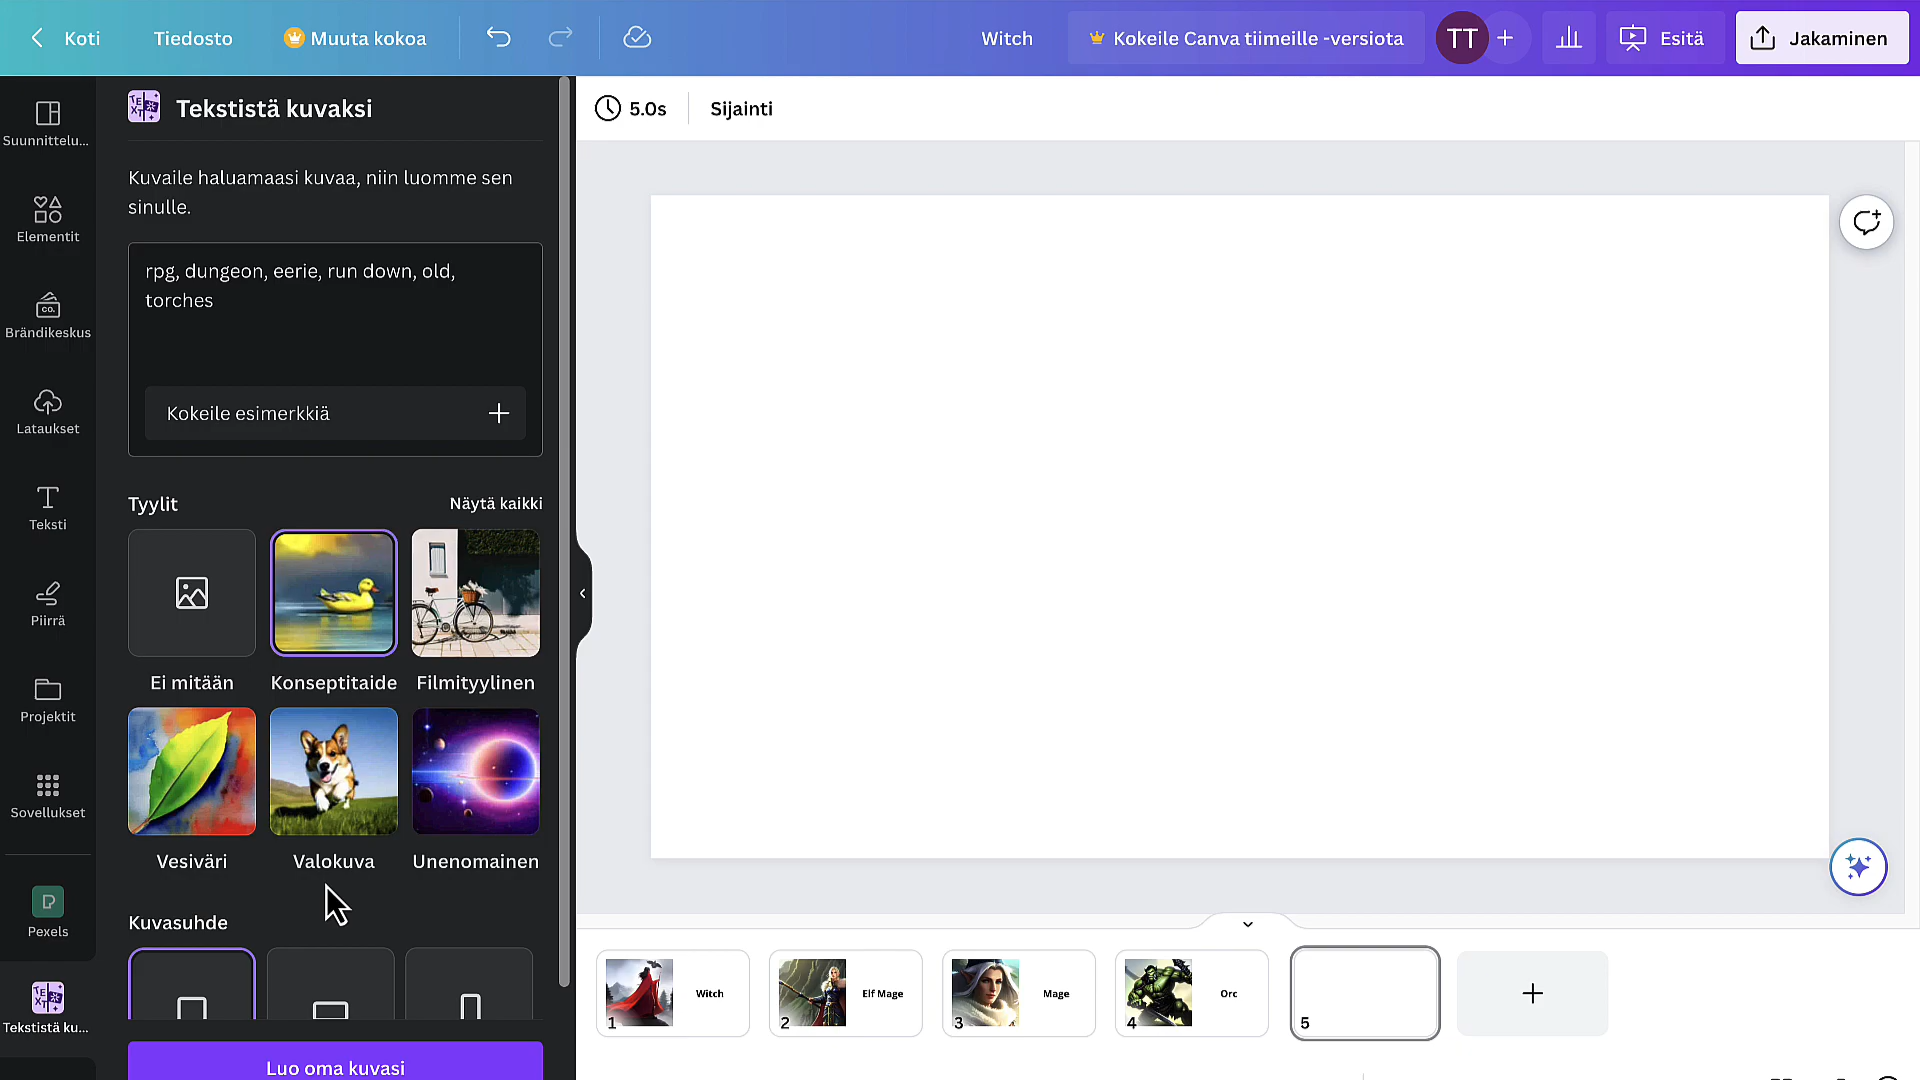 Koti
Tiedosto
Muuta kokoa
Witch
Kokeile Canva tiimeille -versiota
TT
Esitä
Jakaminen
Suunnittelu...
Elementit
CO.
Brändikeskus
Lataukset
Teksti
Piirrä
Projektit
Sovellukset
Pexels
TEXT
Tekstistä ku...
TEXT
Tekstistä kuvaksi
Kuvaile haluamaasi kuvaa, niin luomme sen
sinulle.
rpg, dungeon, eerie, run down, old,
torches
Kokeile esimerkkiä
Tyylit
Näytä kaikki
Ei mitään
Konseptitaide
Filmityylinen
Vesiväri
Valokuva
Unenomainen
Kuvasuhde
Luo oma kuvasi
5.0s
Sijainti
Witch
1
Elf Mage
2
Mage
3
Orc
4
5